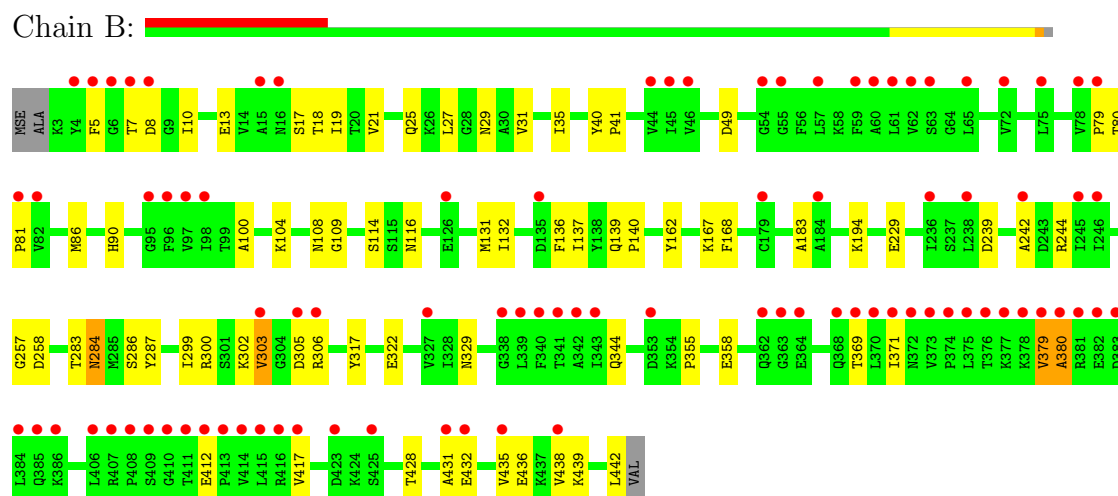 Chain B:
MSE ALA K3 Y4 F5 G6 T7 D8 G9 I10 E13 V14 A15 N16 S17 T18 I19 T20 V21 Q25 K26 L27 G28 N29 A30 V31 I35 Y40 P41 V44 I45 V46 D49 G54 G55 F56 L57 K58 F59 A60 L61 V62 S63 G64 L65 V72 L75 V78 P79 T80
P81 V82 M86 H90 G95 F96 V97 I98 T99 A100 K104 N108 G109 S114 S115 N116 E126 M131 I132 D135 F136 I137 Y138 Q139 P140 Y162 K167 F168 C179 A183 A184 K194 E229 I236 S237 L238 D239 A242 D243 R244 I245 I246
G257 D258 T283 N284 M285 S286 Y287 I299 R300 S301 K302 V303 G304 D305 R306 Y317 E322 V327 I328 N329 G338 L339 F340 T341 A342 I343 Q344 D353 K354 P355 E358 Q362 G363 E364 Q368 T369 L370 I371 N372 V373 P374 L375 T376 K377 K378 V379 A380 R381 E382 D383
L384 Q385 K386 L406 R407 P408 S409 G410 T411 E412 P413 V414 L415 R416 V417 D423 K424 S425 T428 A431 E432 V435 E436 K437 V438 K439 L442 VAL